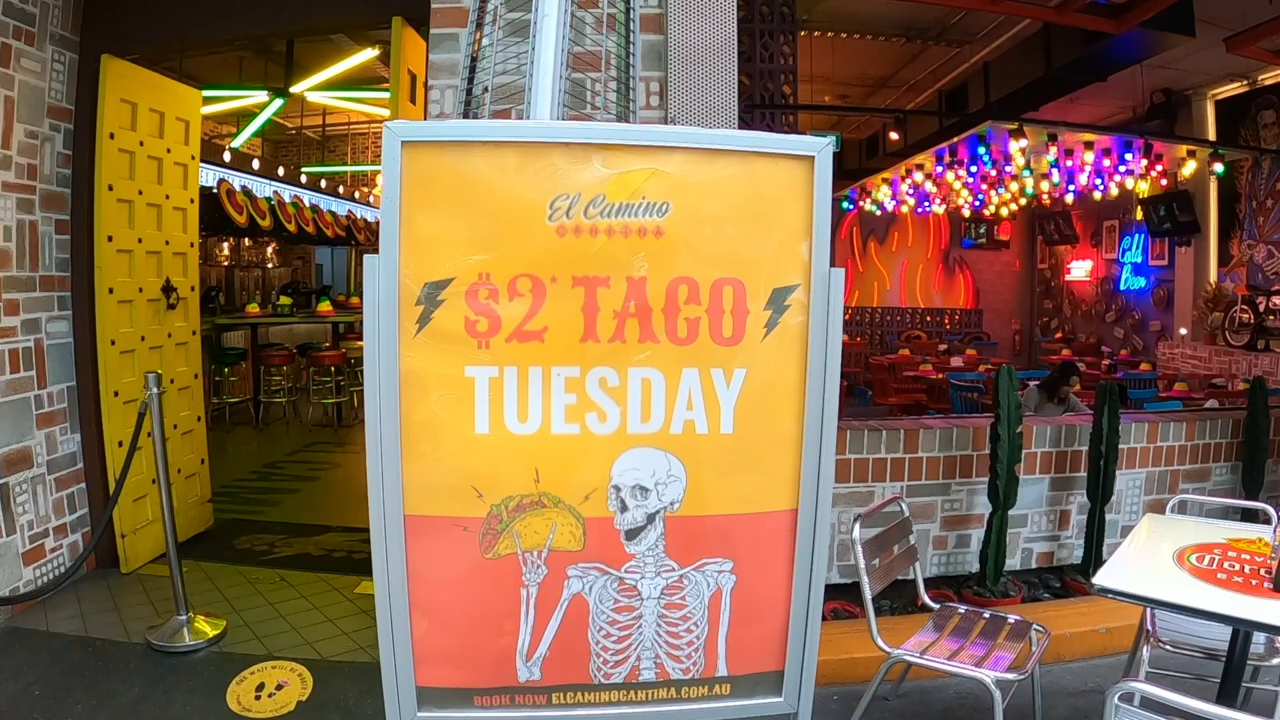 El Camino
CANTINA
$2* TACO
TUESDAY
BOOK NOW ELCAMINOCANTINA.COM.AU
Cold
Beer